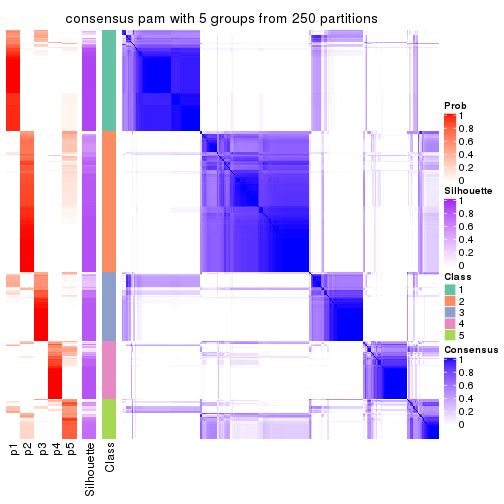 consensus pam with 5 groups from 250 partitions
Prob
1
0.8
0.6
0.4
0.2
0
Silhouette
1
0.8
0.6
0.4
0.2
0
Class
1
2
3
4
5
Consensus
1
0.8
0.6
0.4
0.2
0
p1
p2
p3
p4
p5
Silhouette
Class